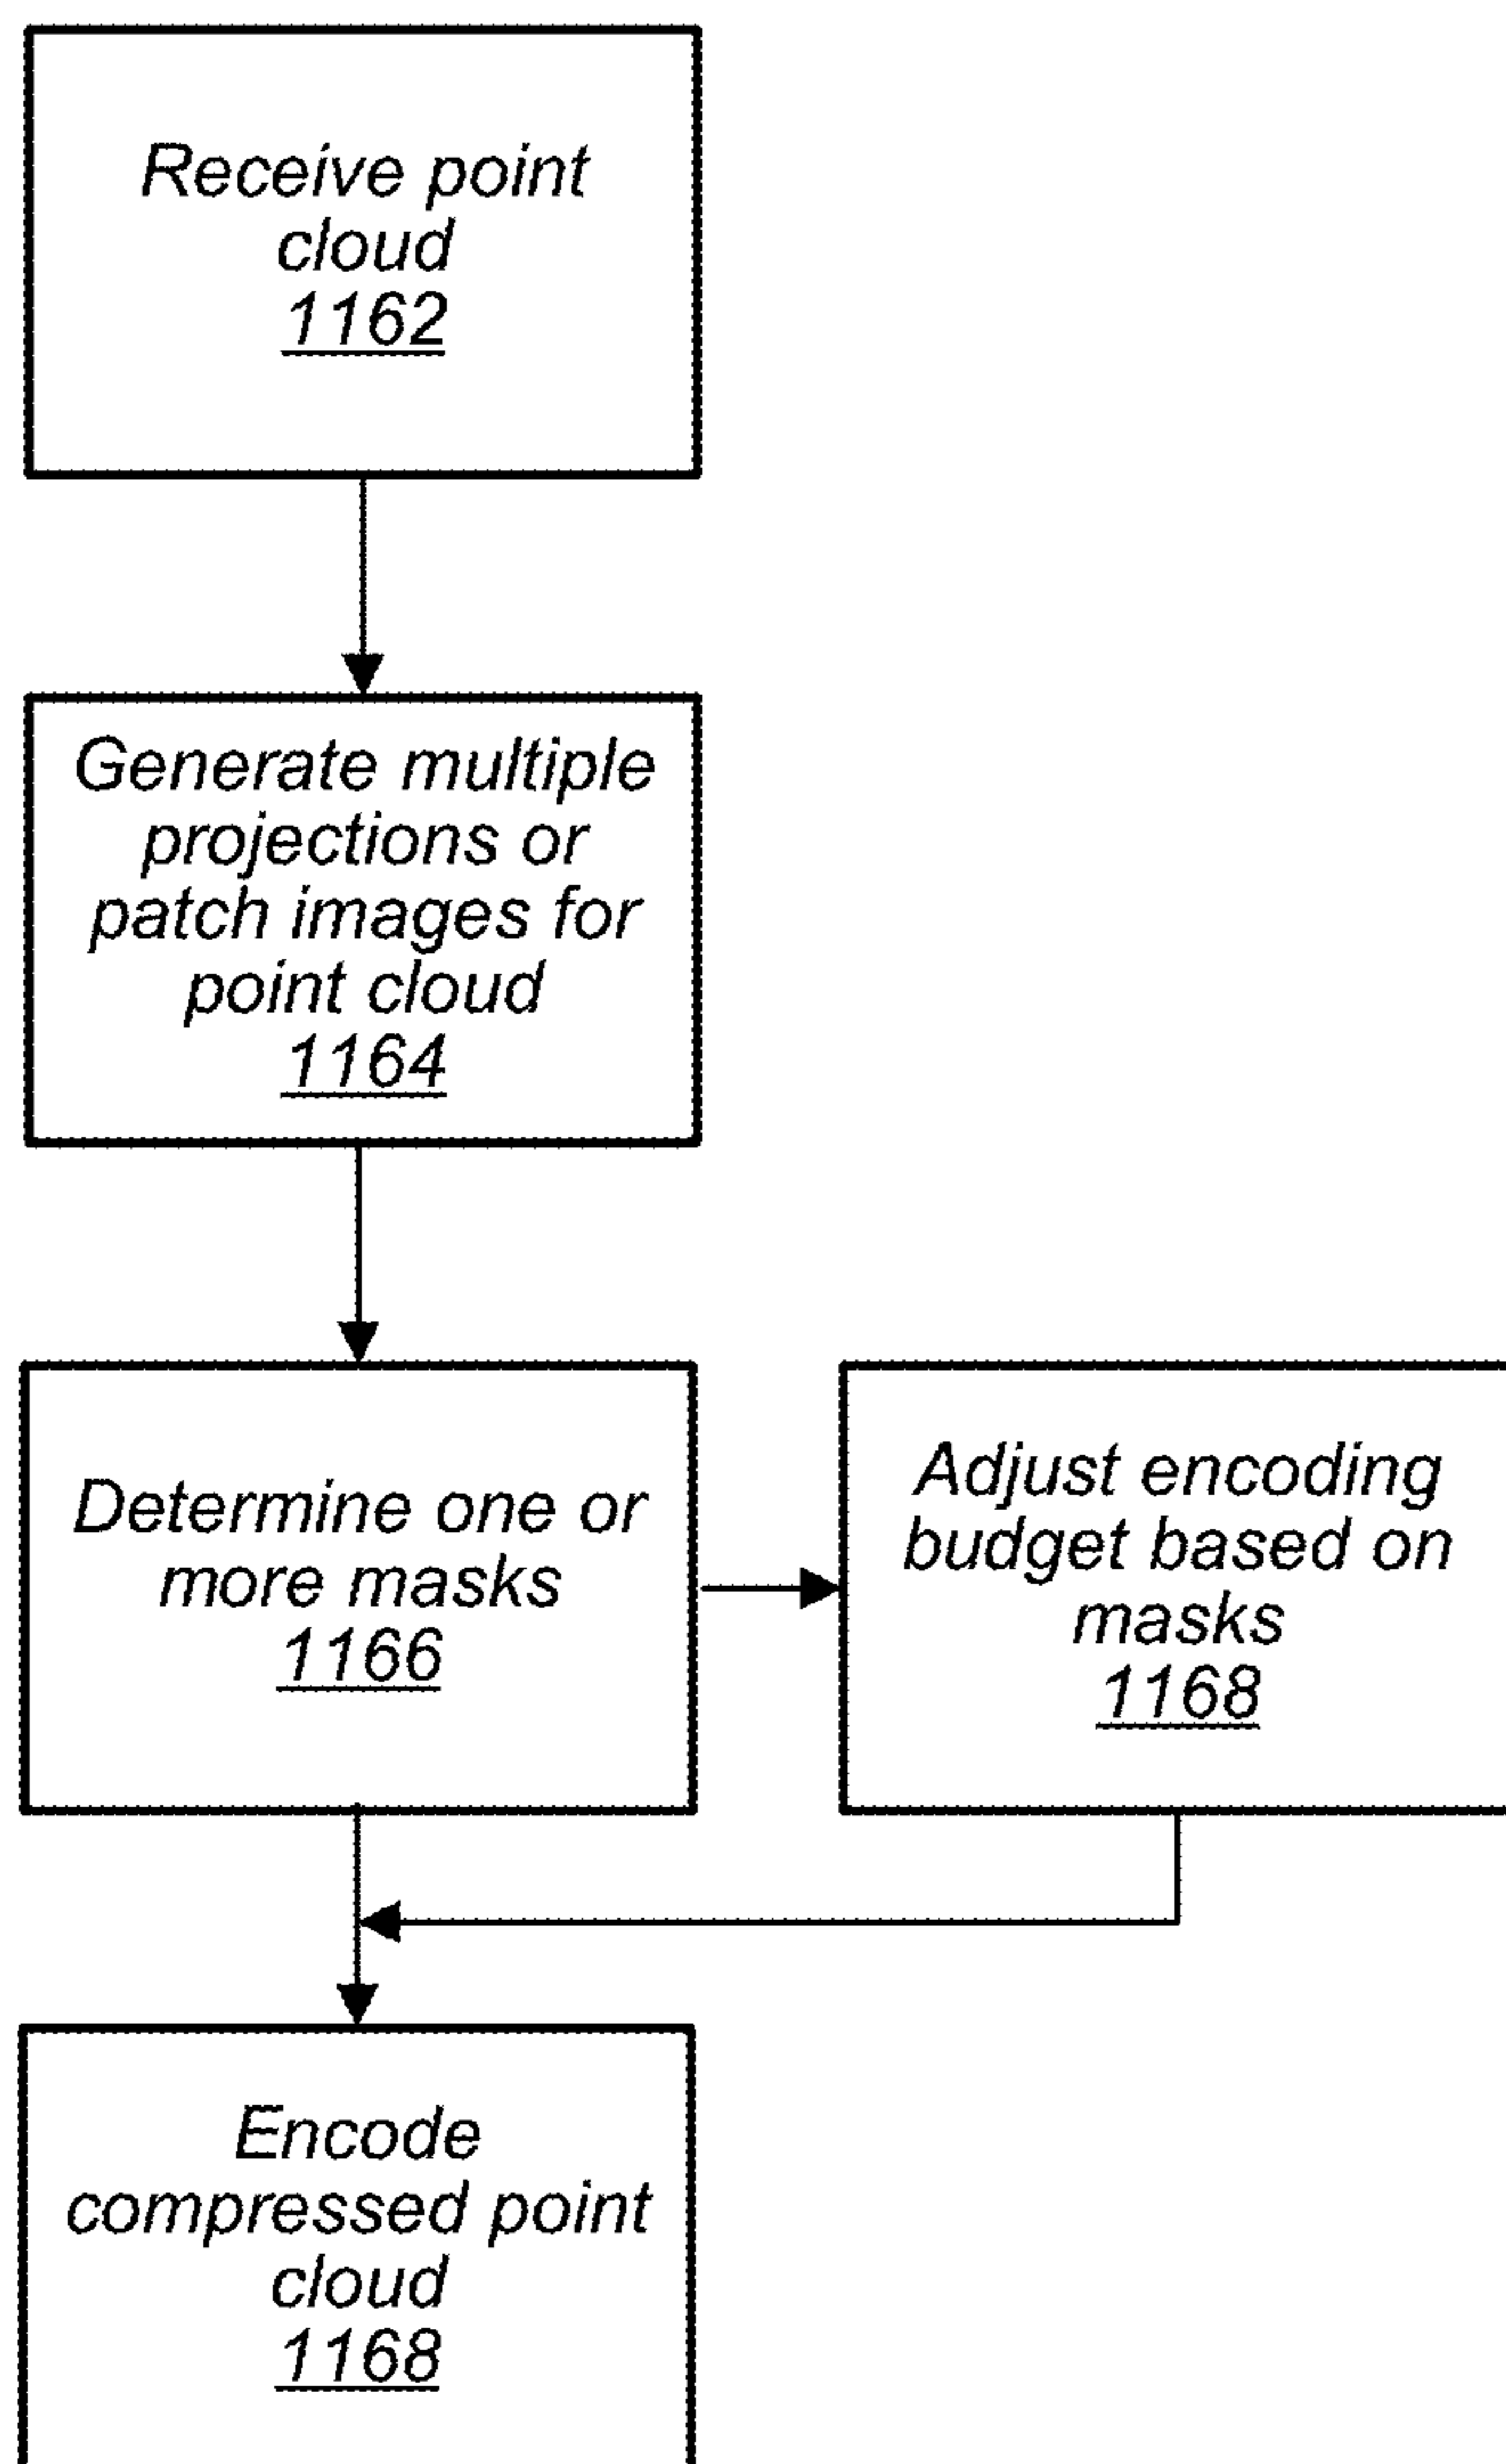 Receive point
cloud
1162
Generate multiple
projections or
patch images for
point cloud
1164
Determine one or
more masks
1166
Adjust encoding
budget based on
masks
1168
Encode
compressed point
cloud
1168